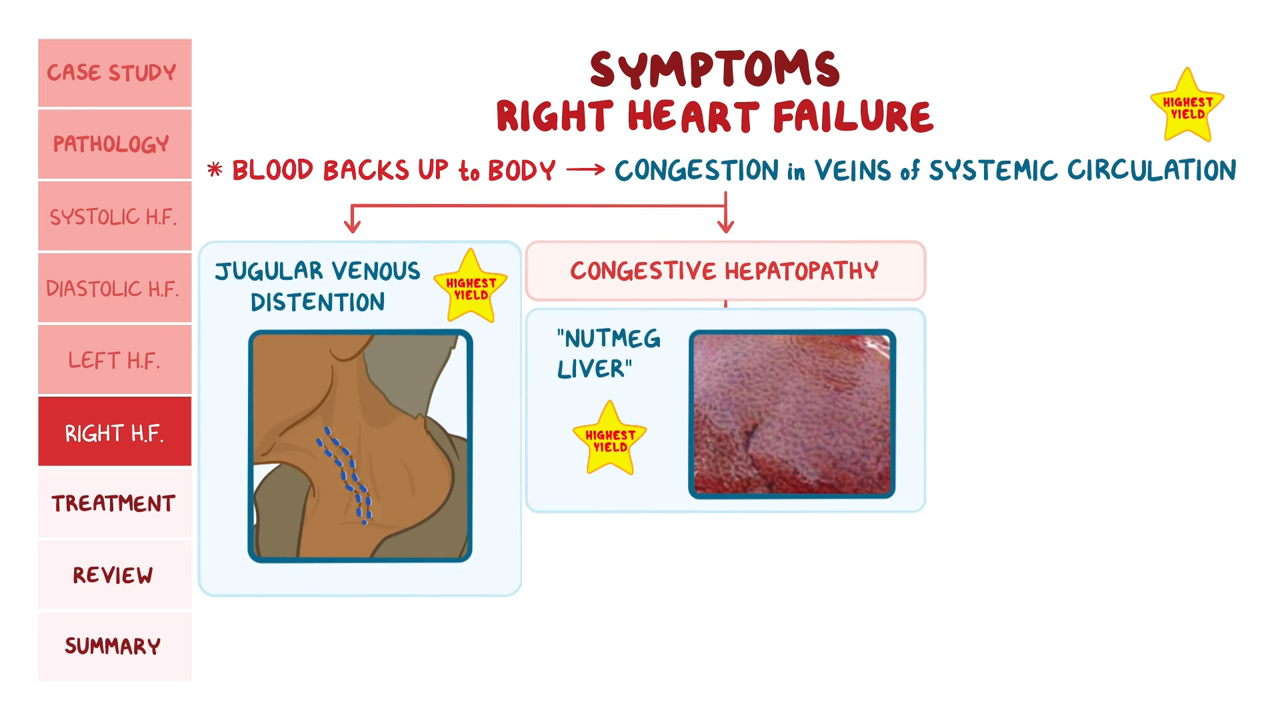 CASE STUDY
PATHOLOGY
SYSTOLIC H.F.
DIASTOLIC H.F.
LEFT H.F.
RIGHT H.F.
TREATMENT
REVIEW
SUMMARY
SYMPTOMS
RIGHT HEART FAILURE
HIGHEST
YIELD
* BLOOD BACKS UP to BODY → CONGESTION in VEINS of SYSTEMIC CIRCULATION
JUGULAR VENOUS
DISTENTION
HIGHEST
YIELD
CONGESTIVE HEPATOPATHY
"NUTMEG
LIVER"
HIGHEST
YIELD